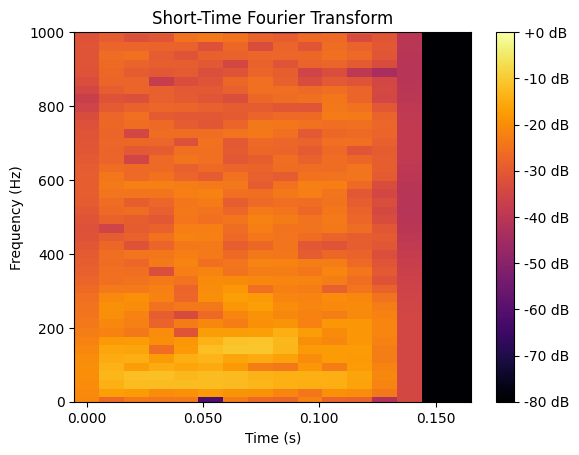 Short-Time Fourier Transform
1000
800
600
400
200
0
Frequency (Hz)
0.000
0.050
0.100
0.150
Time (s)
+0 dB
-10 dB
-20 dB
-30 dB
-40 dB
-50 dB
-60 dB
-70 dB
-80 dB